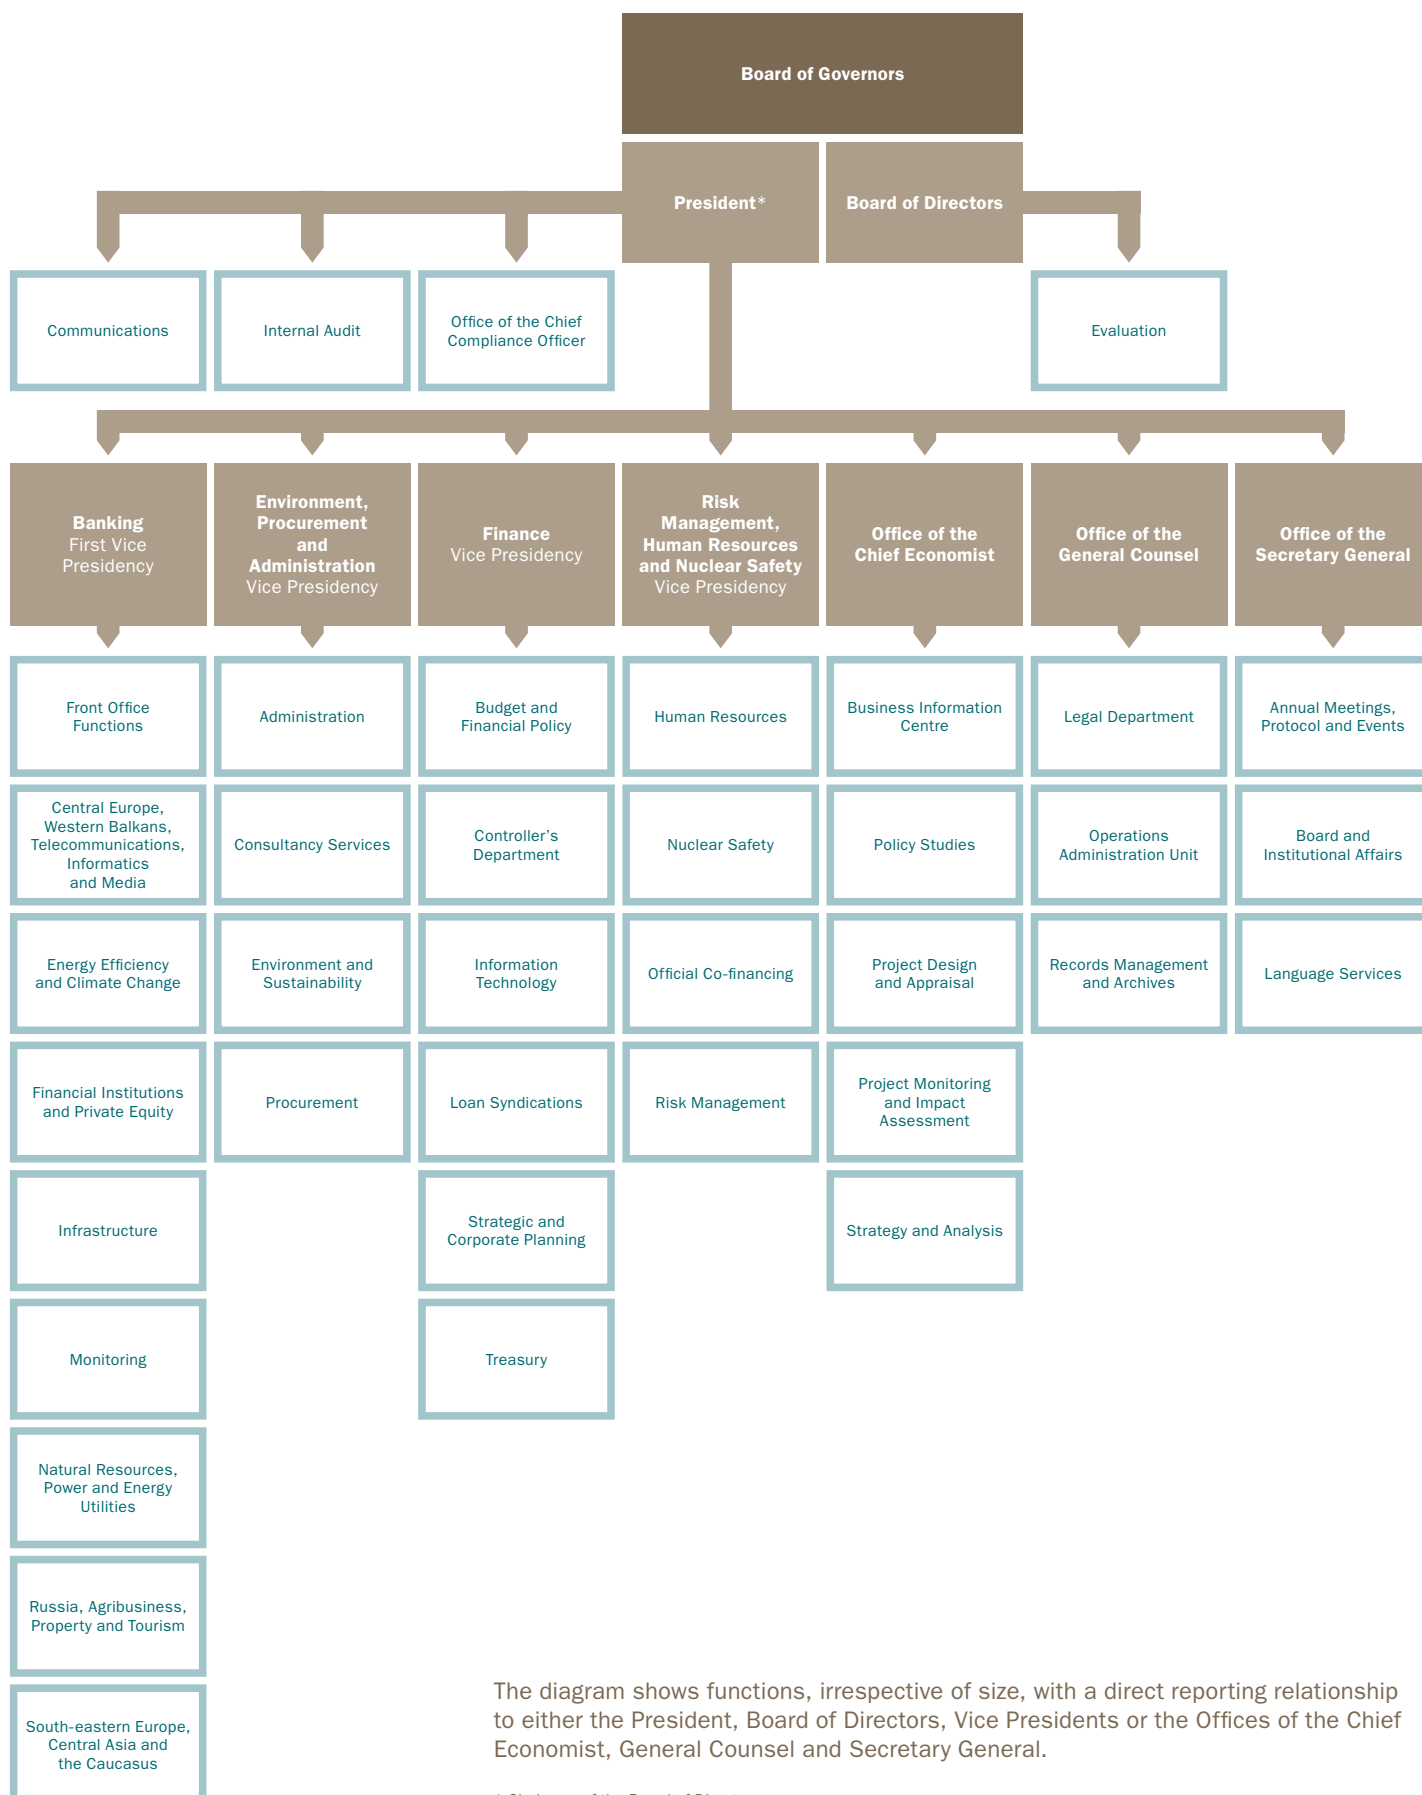 Board of Governors
President*
Board of Directors
Communications
Internal Audit
Office of the Chief
Compliance Officer
Evaluation
Banking
First Vice
Presidency
Environment,
Procurement
and
Administration
Vice Presidency
Finance
Vice Presidency
Risk
Management,
Human Resources
and Nuclear Safety
Vice Presidency
Office of the
Chief Economist
Office of the
General Counsel
Office of the
Secretary General
Front Office
Functions
Administration
Budget and
Financial Policy
Human Resources
Business Information
Centre
Legal Department
Annual Meetings,
Protocol and Events
Central Europe,
Western Balkans,
Telecommunications,
Informatics
and Media
Consultancy Services
Controller's
Department
Nuclear Safety
Policy Studies
Operations
Administration Unit
Board and
Institutional Affairs
Energy Efficiency
and Climate Change
Environment and
Sustainability
Information
Technology
Official Co-financing
Project Design
and Appraisal
Records Management
and Archives
Language Services
Financial Institutions
and Private Equity
Procurement
Loan Syndications
Risk Management
Project Monitoring
and Impact
Assessment
Infrastructure
Strategic and
Corporate Planning
Strategy and Analysis
Monitoring
Treasury
Natural Resources,
Power and Energy
Utilities
Russia, Agribusiness,
Property and Tourism
South-eastern Europe,
Central Asia and
the Caucasus
The diagram shows functions, irrespective of size, with a direct reporting relationship
to either the President, Board of Directors, Vice Presidents or the Offices of the Chief
Economist, General Counsel and Secretary General.